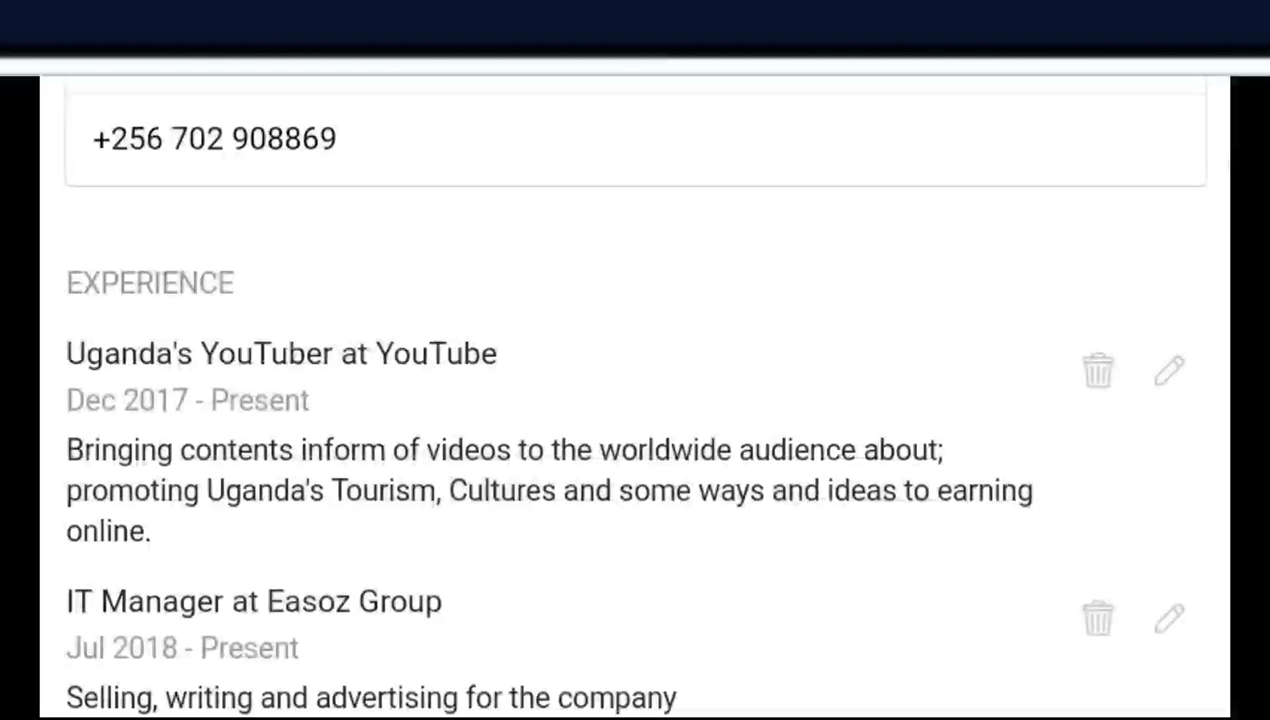 +256 702 908869
EXPERIENCE
Uganda's YouTuber at YouTube
Dec 2017 - Present
Bringing contents inform of videos to the worldwide audience about;
promoting Uganda's Tourism, Cultures and some ways and ideas to earning
online.
IT Manager at Easoz Group
Jul 2018 - Present
Selling, writing and advertising for the company